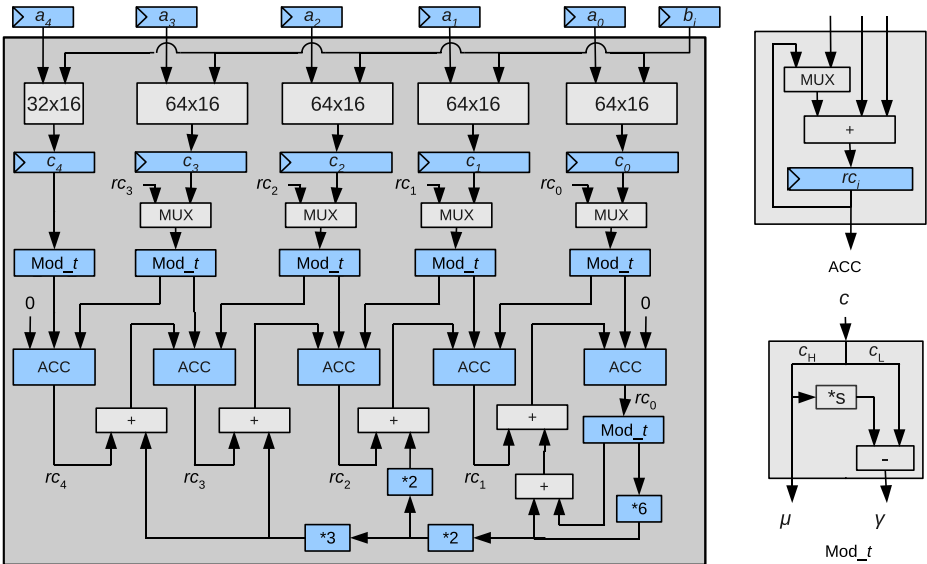 a4 a3 a2 a1 a0 bi
32x16 64x16 64x16 64x16 64x16
MUX
+
c4 c3 c2 c1 c0
rci
rc3 rc2 rc1 rc0
MUX MUX MUX MUX
Mod_t Mod_t Mod_t Mod_t Mod_t
ACC
0 0
c
ACC ACC ACC ACC ACC
cH cL
rc0
*s
+ + + +
Mod_t
-
rc4 rc3 rc2 rc1
*2 +
*6
μ γ
*3 *2
Mod_t